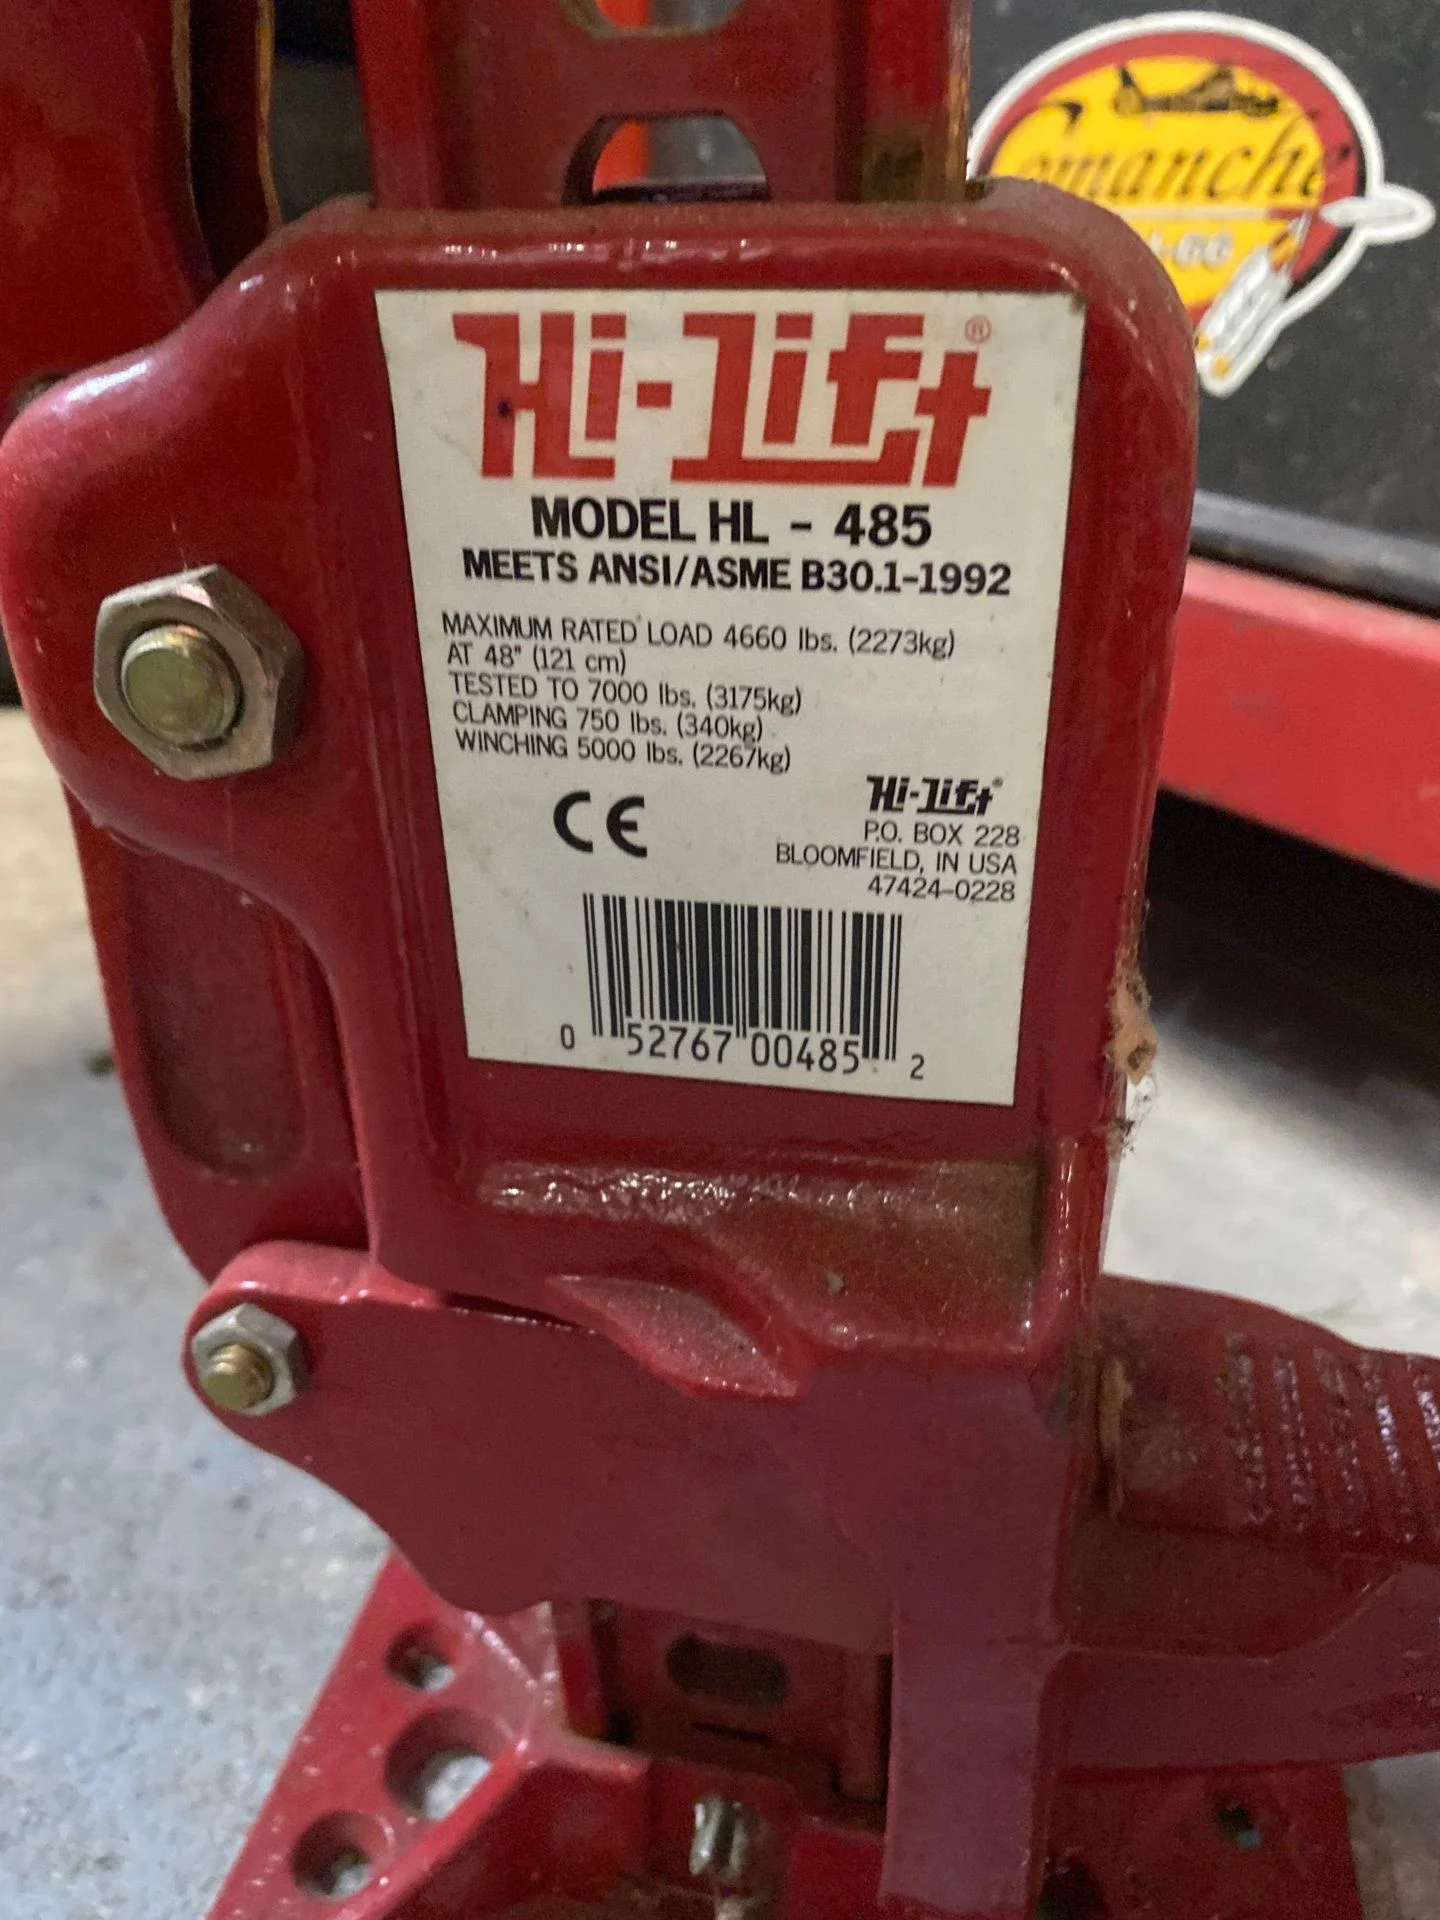 Comanche
Hi-Lift®
MODEL HL - 485
MEETS ANSI/ASME B30.1-1992
MAXIMUM RATED LOAD 4660 lbs. (2273kg)
AT 48" (121 cm)
TESTED TO 7000 lbs. (3175kg)
CLAMPING 750 lbs. (340kg)
WINCHING 5000 lbs. (2267kg)
CE
Hi-Lift®
P.O. BOX 228
BLOOMFIELD, IN USA
47424-0228
0 52767 00485 2